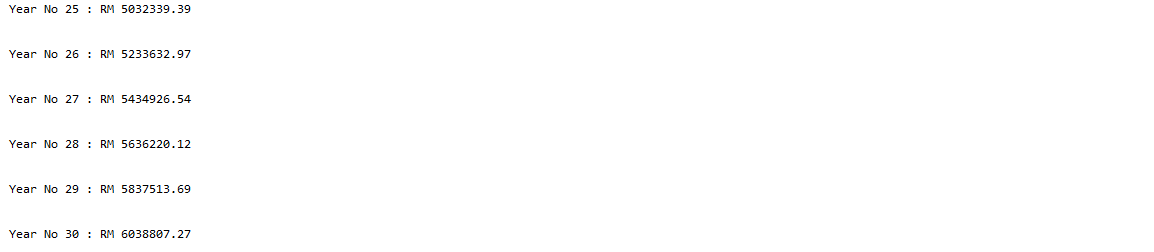 Year No 25 : RM 5032339.39
Year No 26 : RM 5233632.97
Year No 27 : RM 5434926.54
Year No 28 : RM 5636220.12
Year No 29 : RM 5837513.69
Year No 30 : RM 6038807.27